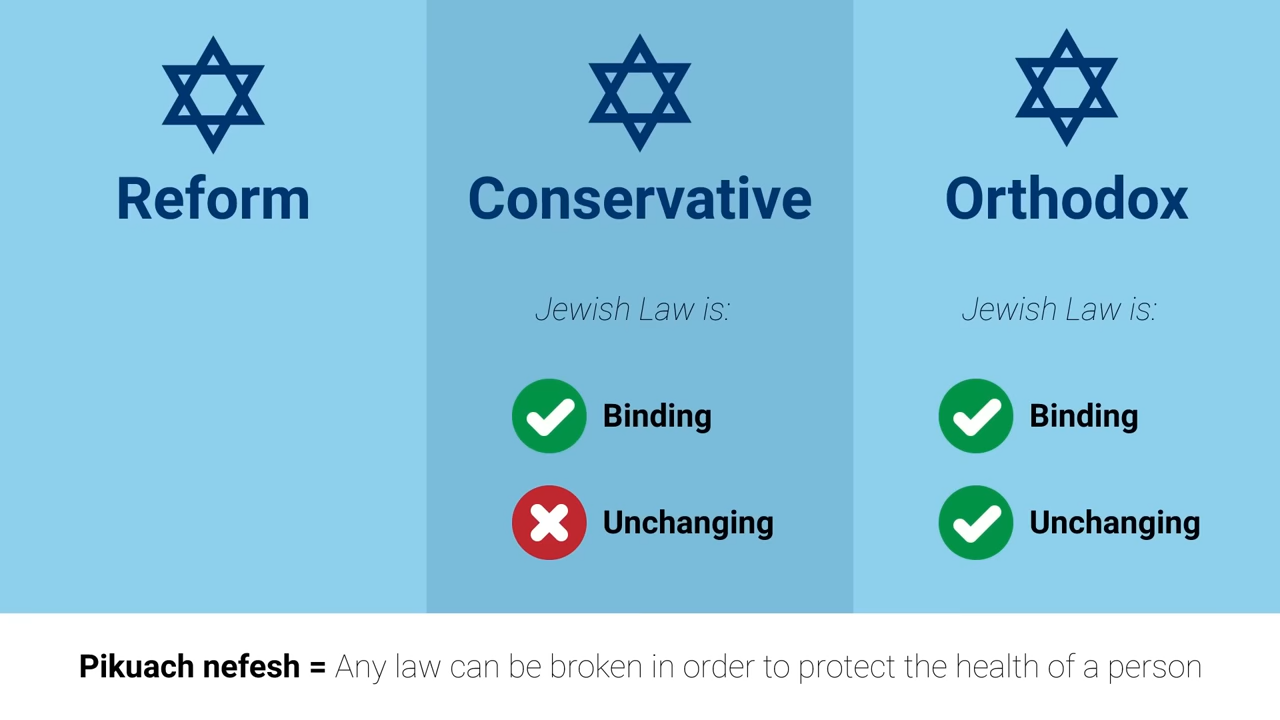 Reform
Conservative
Orthodox
Jewish Law is:
Jewish Law is:
Binding
Binding
Unchanging
Unchanging
Pikuach nefesh = Any law can be broken in order to protect the health of a person